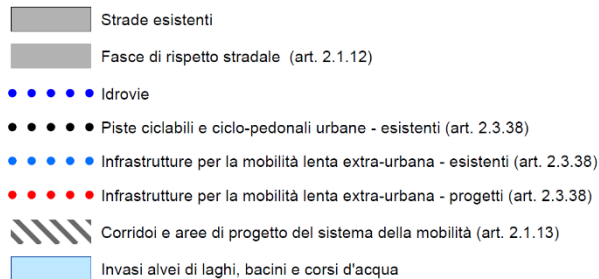 Strade esistenti
Fasce di rispetto stradale (art. 2.1.12)
Idrovie
Piste ciclabili e ciclo-pedonali urbane - esistenti (art. 2.3.38)
Infrastrutture per la mobilità lenta extra-urbana - esistenti (art. 2.3.38)
Infrastrutture per la mobilità lenta extra-urbana - progetti (art. 2.3.38)
Corridoi e aree di progetto del sistema della mobilità (art. 2.1.13)
Invasi alvei di laghi, bacini e corsi d'acqua